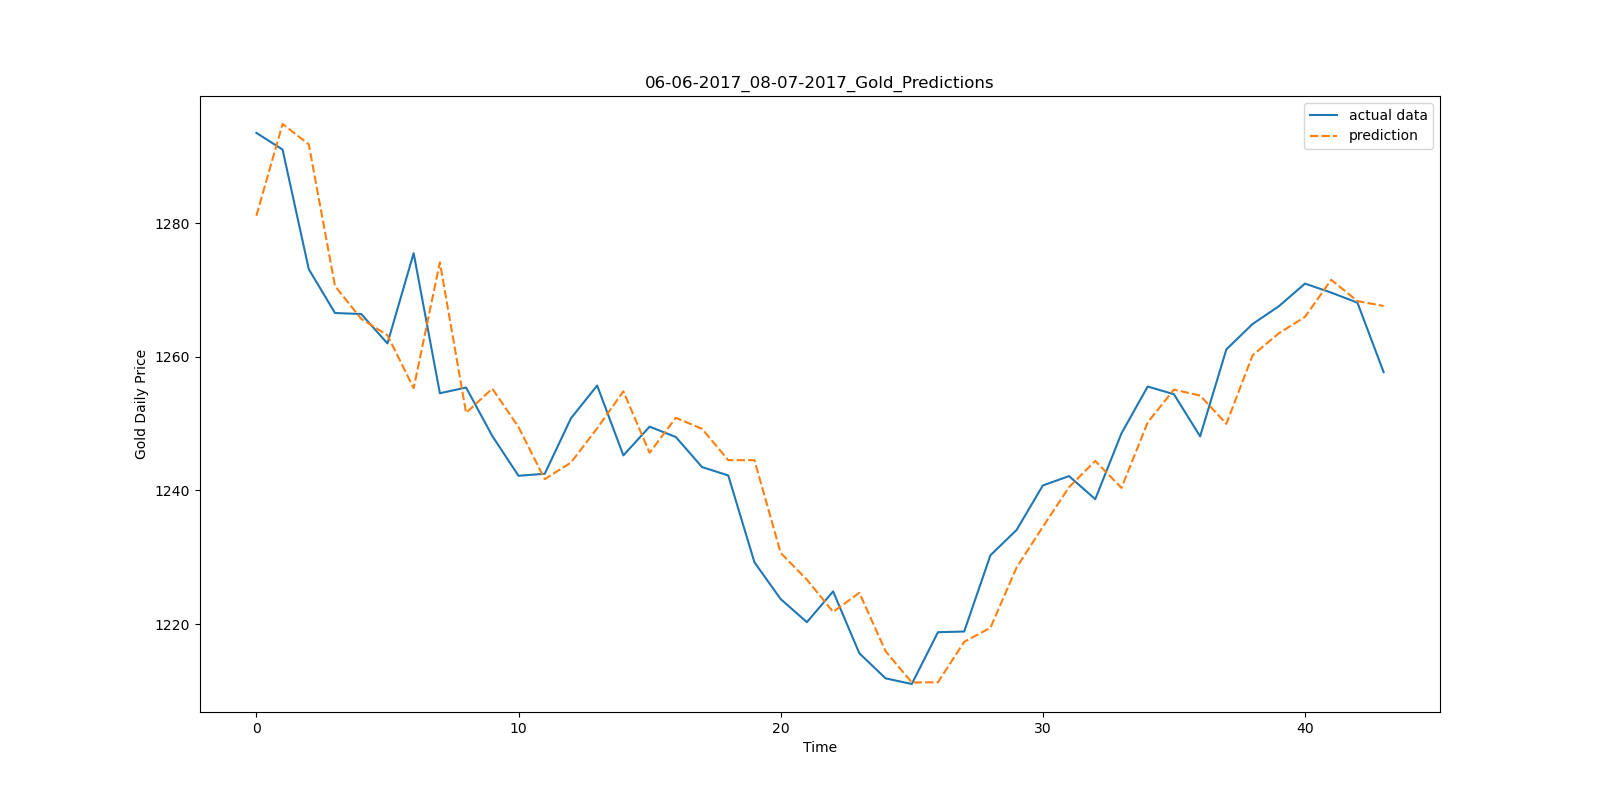 06-06-2017_08-07-2017_Gold_Predictions
actual data
prediction
Gold Daily Price
1280
1260
1240
1220
0 10 20 30 40
Time